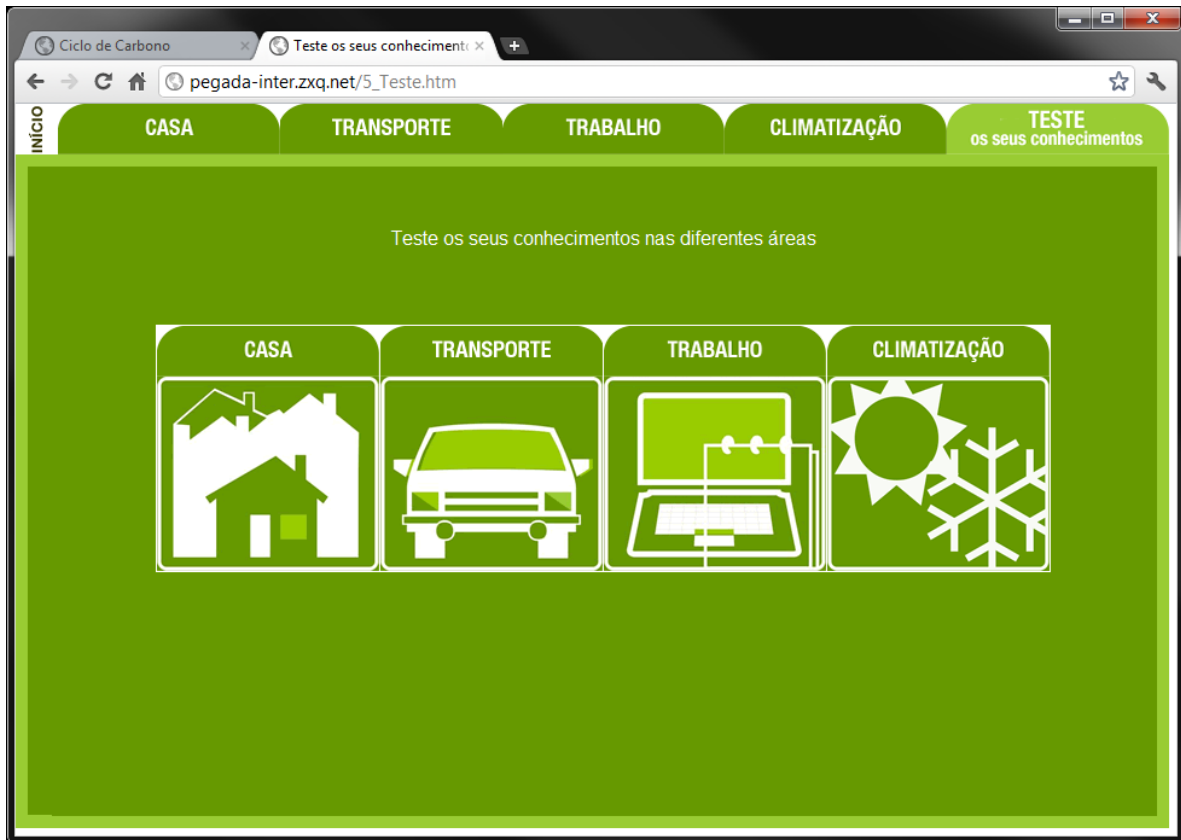 Ciclo de Carbono
Teste os seus conhecimento
pegada-inter.zxq.net/5_Teste.htm
INÍCIO
CASA
TRANSPORTE
TRABALHO
CLIMATIZAÇÃO
TESTE
os seus conhecimentos
Teste os seus conhecimentos nas diferentes áreas
CASA
TRANSPORTE
TRABALHO
CLIMATIZAÇÃO